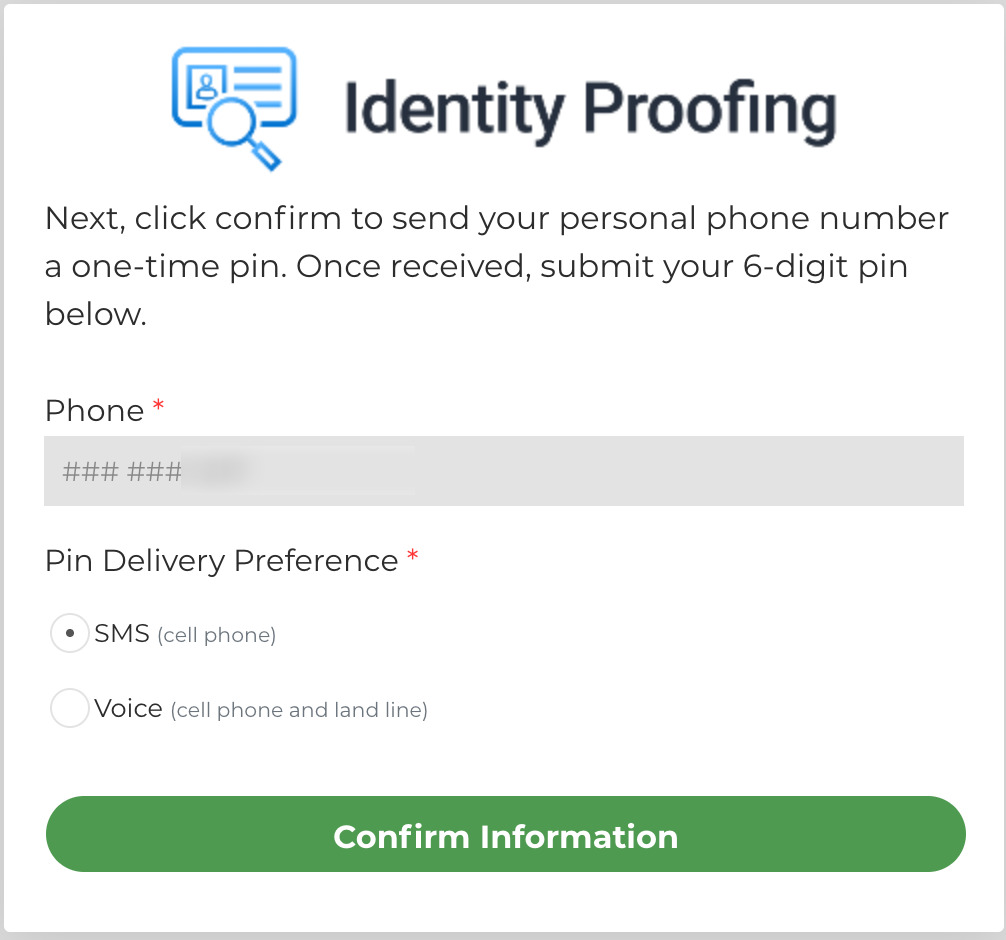 Identity Proofing
Next, click confirm to send your personal phone number
a one-time pin. Once received, submit your 6-digit pin
below.
Phone *
### ###
Pin Delivery Preference *
SMS (cell phone)
Voice (cell phone and land line)
Confirm Information